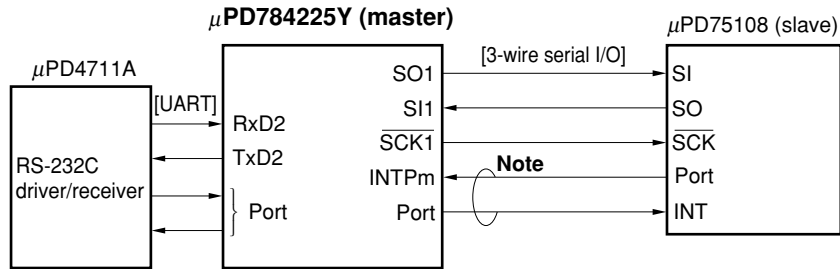 μPD784225Y (master)
μPD75108 (slave)
μPD4711A
[3-wire serial I/O]
[UART]
RS-232C
driver/receiver
RxD2
TxD2
Port
SO1
SI1
SCK1
INTPm
Port
Note
SI
SO
SCK
Port
INT